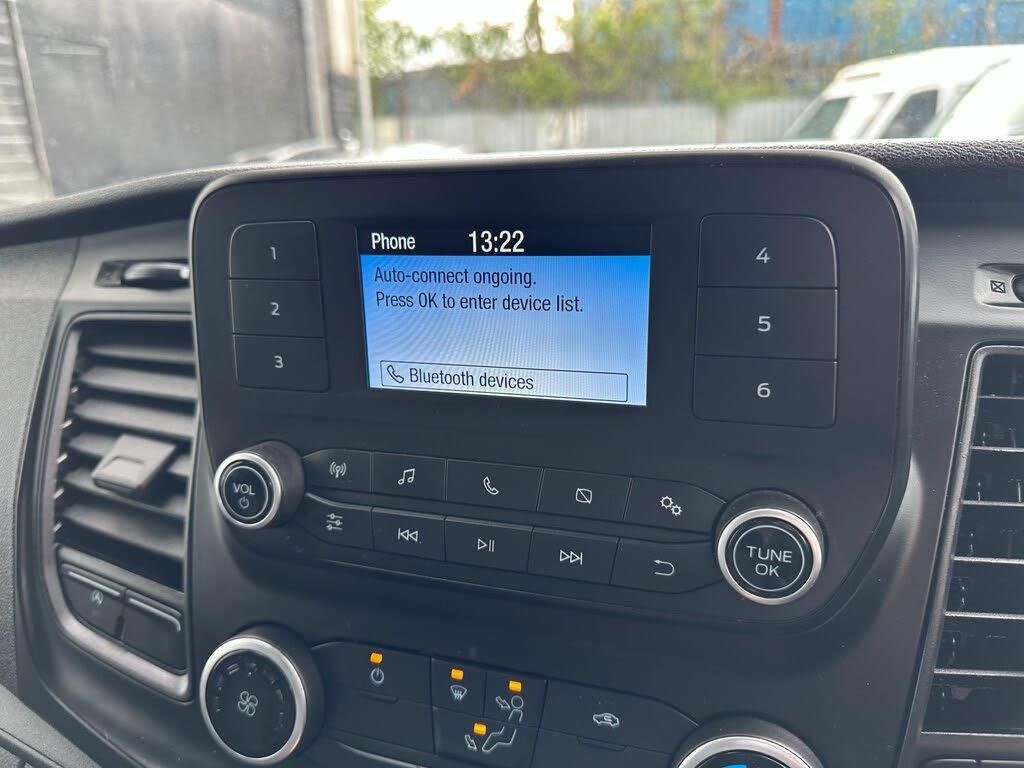 Phone 13:22
Auto-connect ongoing.
Press OK to enter device list.
Bluetooth devices
1
2
3
4
5
6
VOL
TUNE
OK